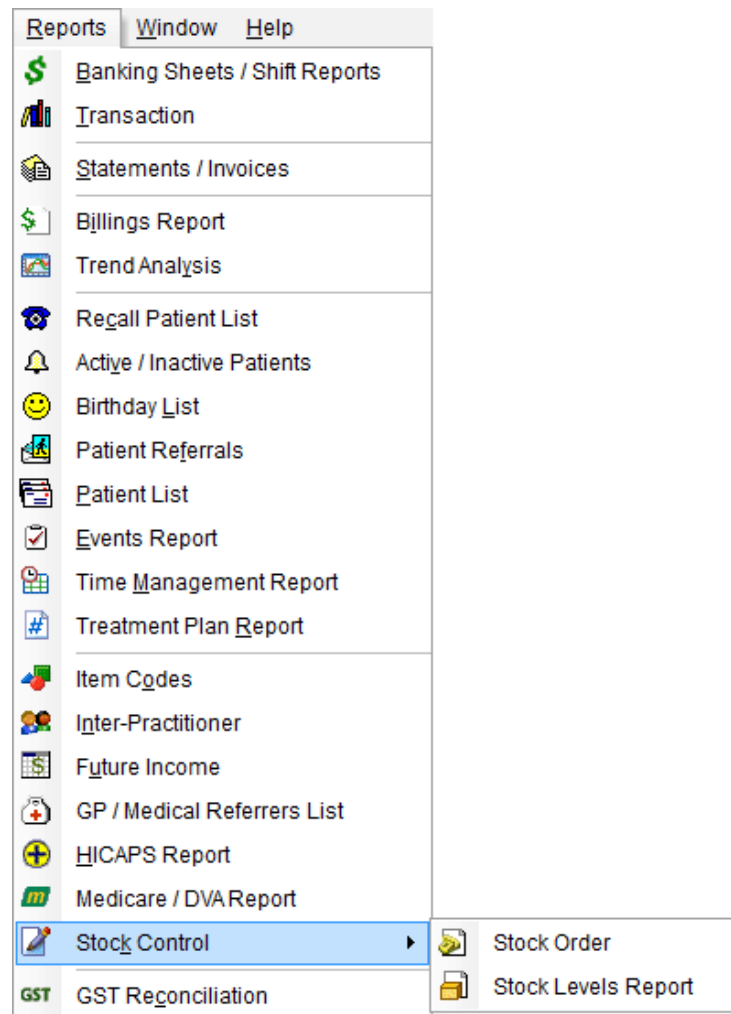 Reports Window Help
Banking Sheets / Shift Reports
Transaction
Statements / Invoices
Billings Report
Trend Analysis
Recall Patient List
Active / Inactive Patients
Birthday List
Patient Referrals
Patient List
Events Report
Time Management Report
Treatment Plan Report
Item Codes
Inter-Practitioner
Future Income
GP / Medical Referrers List
HICAPS Report
m Medicare / DVA Report
Stock Control
Stock Order
Stock Levels Report
GST GST Reconciliation